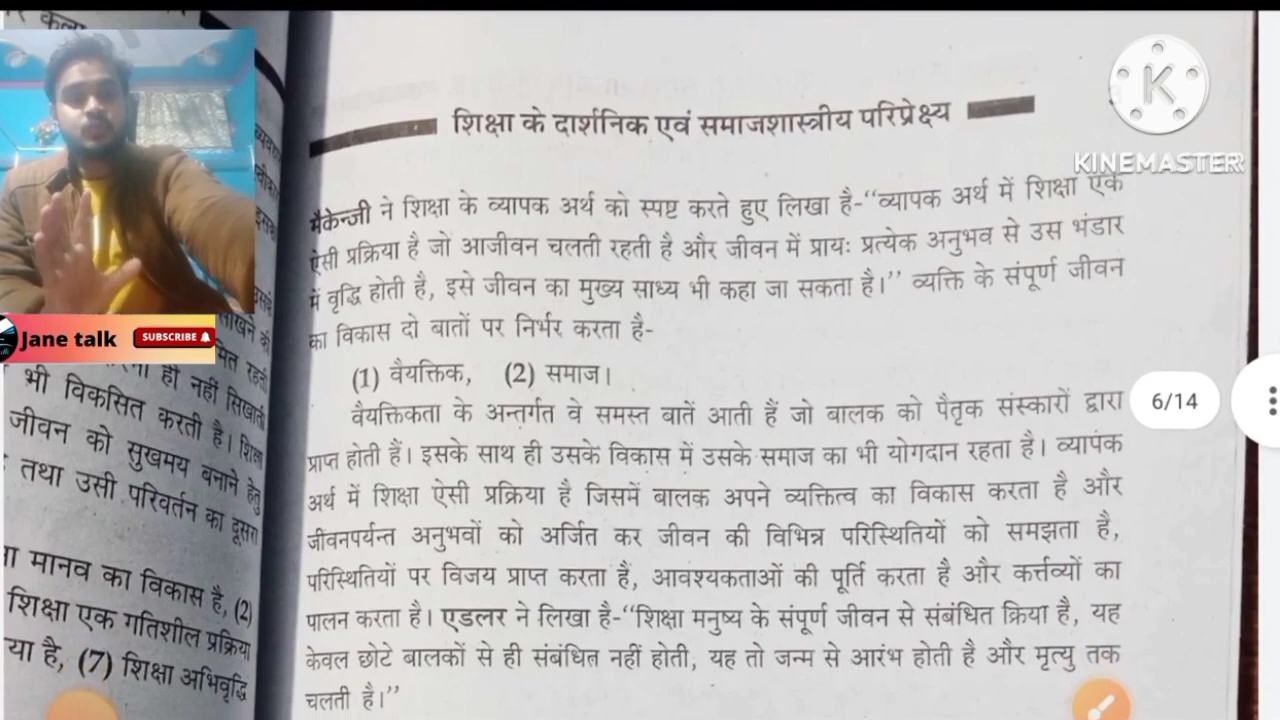 शिक्षा के दार्शनिक एवं समाजशास्त्रीय परिप्रेक्ष्य
मैकेन्जी ने शिक्षा के व्यापक अर्थ को स्पष्ट करते हुए लिखा है-“व्यापक अर्थ में शिक्षा एक
ऐसी प्रक्रिया है जो आजीवन चलती रहती है और जीवन में प्रायः प्रत्येक अनुभव से उस भंडार
में वृद्धि होती है, इसे जीवन का मुख्य साध्य भी कहा जा सकता है।” व्यक्ति के संपूर्ण जीवन
का विकास दो बातों पर निर्भर करता है-
(1) वैयक्तिक, (2) समाज।
वैयक्तिकता के अन्तर्गत वे समस्त बातें आती हैं जो बालक को पैतृक संस्कारों द्वारा
प्राप्त होती हैं। इसके साथ ही उसके विकास में उसके समाज का भी योगदान रहता है। व्यापक
अर्थ में शिक्षा ऐसी प्रक्रिया है जिसमें बालक अपने व्यक्तित्व का विकास करता है और
जीवनपर्यन्त अनुभवों को अर्जित कर जीवन की विभिन्न परिस्थितियों को समझता है,
परिस्थितियों पर विजय प्राप्त करता है, आवश्यकताओं की पूर्ति करता है और कर्त्तव्यों का
पालन करता है। एडलर ने लिखा है-“शिक्षा मनुष्य के संपूर्ण जीवन से संबंधित क्रिया है, यह
केवल छोटे बालकों से ही संबंधित नहीं होती, यह तो जन्म से आरंभ होती है और मृत्यु तक
चलती है।”
K
KINEMASTER
6/14
Jane talk
SUBSCRIBE
ही नहीं सिखाती
भी विकसित करती है। शिक्षा
जीवन को सुखमय बनाने हेतु
तथा उसी परिवर्तन का दूसरा
मानव का विकास है, (2)
शिक्षा एक गतिशील प्रक्रिया
या है, (7) शिक्षा अभिवृद्धि